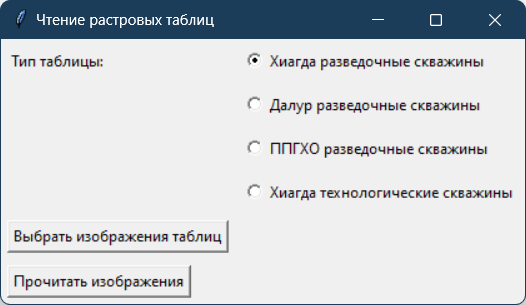 Чтение растровых таблиц
Тип таблицы:
Хиагда разведочные скважины
Далур разведочные скважины
ППГХО разведочные скважины
Хиагда технологические скважины
Выбрать изображения таблиц
Прочитать изображения